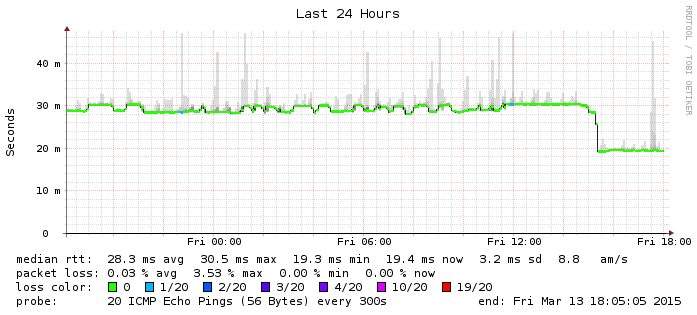 Last 24 Hours
RRDTOOL / TOBI OETIKER
Seconds
40 m
30 m
20 m
10 m
0
Fri 00:00 Fri 06:00 Fri 12:00 Fri 18:00
median rtt: 28.3 ms avg 30.5 ms max 19.3 ms min 19.4 ms now 3.2 ms sd 8.8 am/s
packet loss: 0.03 % avg 3.53 % max 0.00 % min 0.00 % now
loss color: 0 1/20 2/20 3/20 4/20 10/20 19/20
probe: 20 ICMP Echo Pings (56 Bytes) every 300s end: Fri Mar 13 18:05:05 2015